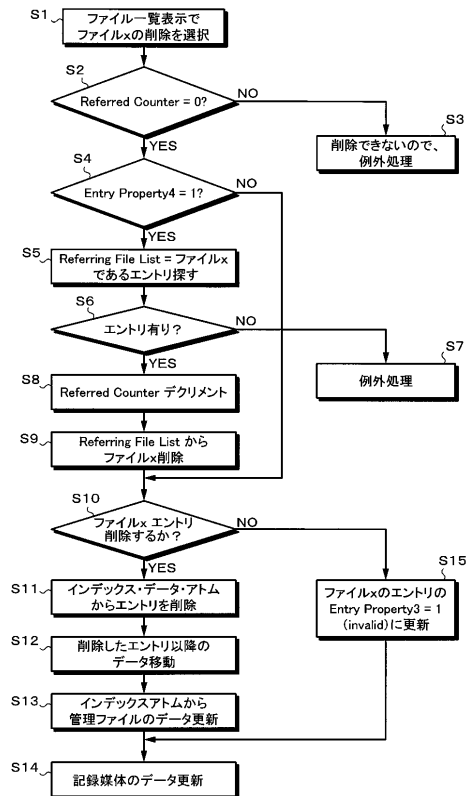 S1
ファイル一覧表示で
ファイルxの削除を選択
S2
Referred Counter = 0?
NO
YES
S3
削除できないので、
例外処理
S4
Entry Property4 = 1?
NO
YES
S5
Referring File List = ファイルx
であるエントリ探す
S6
エントリ有り?
NO
YES
S7
例外処理
S8
Referred Counter デクリメント
S9
Referring File List から
ファイルx削除
S10
ファイルx エントリ
削除するか?
NO
YES
S11
インデックス・データ・アトム
からエントリを削除
S15
ファイルxのエントリの
Entry Property3 = 1
(invalid)に更新
S12
削除したエントリ以降の
データ移動
S13
インデックスアトムから
管理ファイルのデータ更新
S14
記録媒体のデータ更新